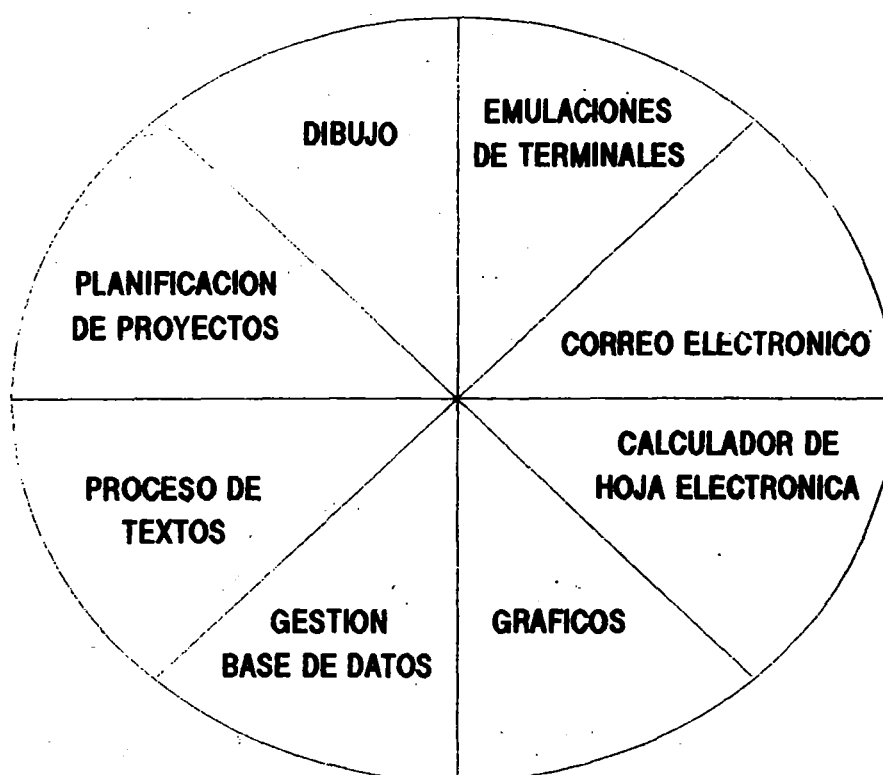 DIBUJO
EMULACIONES
DE TERMINALES
PLANIFICACION
DE PROYECTOS
CORREO ELECTRONICO
CALCULADOR DE
HOJA ELECTRONICA
PROCESO DE
TEXTOS
GESTION
BASE DE DATOS
GRAFICOS